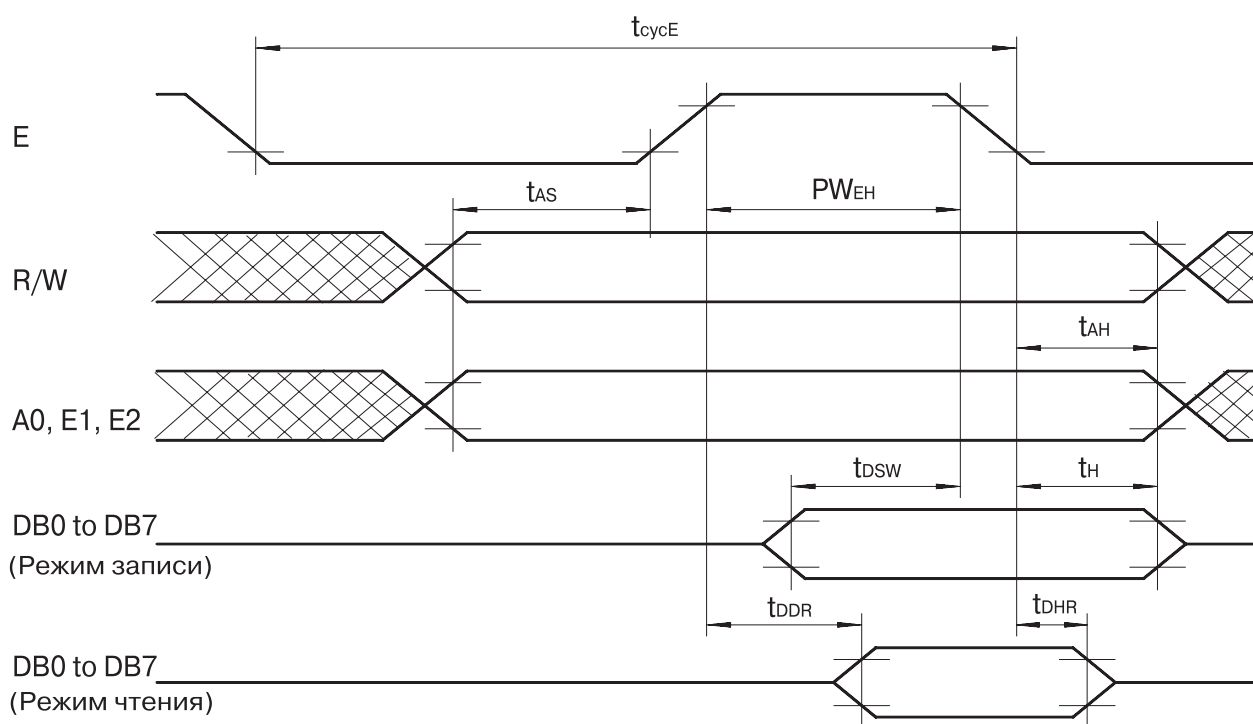 tcycE
E
tAS
PWEH
R/W
tAH
A0, E1, E2
tDSW
tH
DB0 to DB7
(Режим записи)
tDDR
tDHR
DB0 to DB7
(Режим чтения)